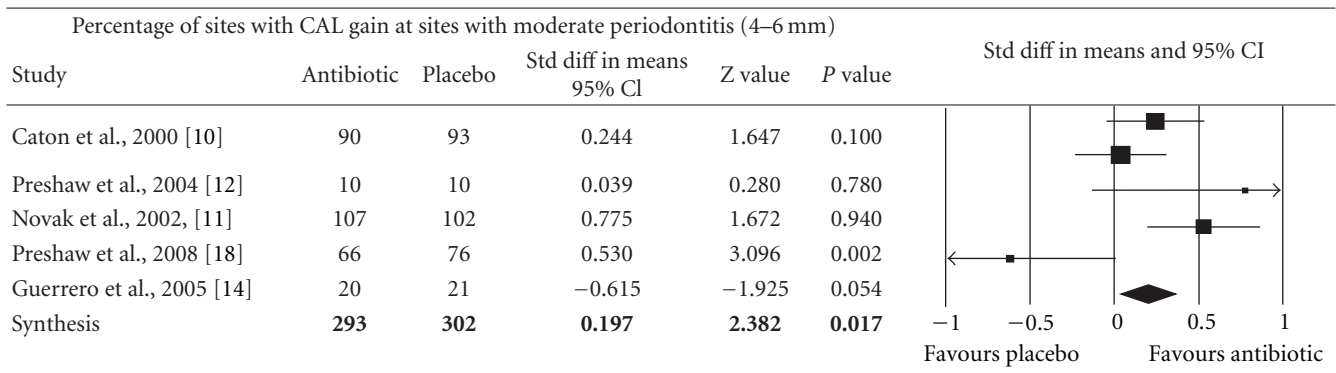 Percentage of sites with CAL gain at sites with moderate periodontitis (4–6 mm)
Study Antibiotic Placebo Std diff in means 95% Cl Z value P value Std diff in means and 95% CI
Caton et al., 2000 [10] 90 93 0.244 1.647 0.100
Preshaw et al., 2004 [12] 10 10 0.039 0.280 0.780
Novak et al., 2002, [11] 107 102 0.775 1.672 0.940
Preshaw et al., 2008 [18] 66 76 0.530 3.096 0.002
Guerrero et al., 2005 [14] 20 21 −0.615 −1.925 0.054
Synthesis 293 302 0.197 2.382 0.017
−1 −0.5 0 0.5 1
Favours placebo Favours antibiotic